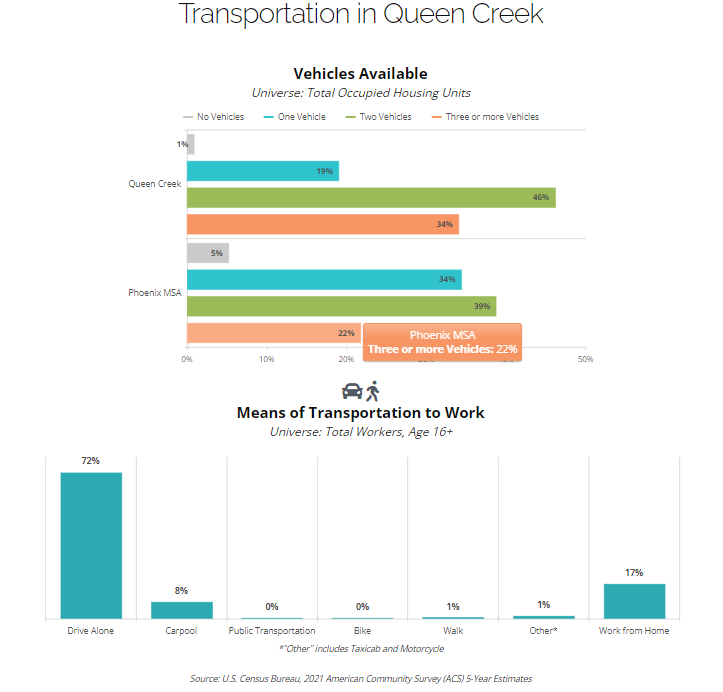 Transportation in Queen Creek
Vehicles Available
Universe: Total Occupied Housing Units
No Vehicles One Vehicle Two Vehicles Three or more Vehicles
1%
19%
Queen Creek
46%
34%
5%
34%
Phoenix MSA
39%
22%
Phoenix MSA
Three or more Vehicles: 22%
0% 10% 20% 50%
Means of Transportation to Work
Universe: Total Workers, Age 16+
72%
8%
0%
0%
1%
1%
17%
Drive Alone Carpool Public Transportation Bike Walk Other* Work from Home
*"Other" includes Taxicab and Motorcycle
Source: U.S. Census Bureau, 2021 American Community Survey (ACS) 5-Year Estimates